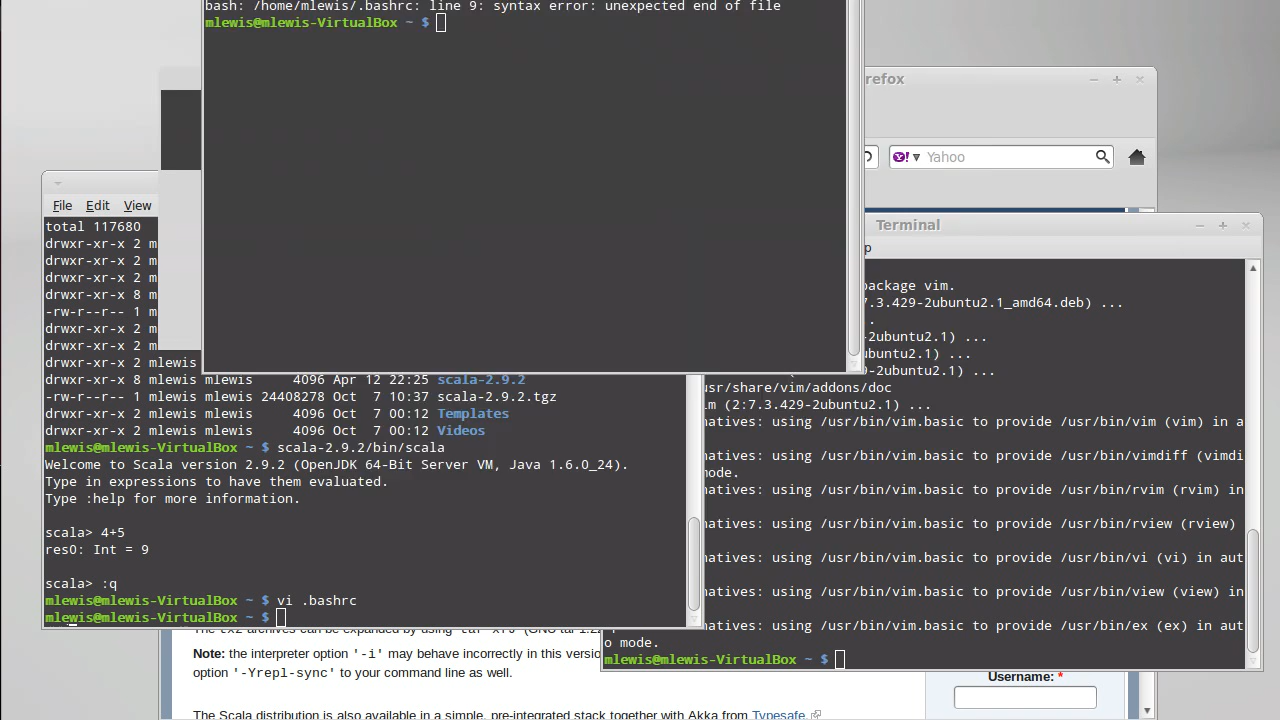 bash: /home/mlewis/.bashrc: line 9: syntax error: unexpected end of file
mlewis@mlewis-VirtualBox ~ $
refox
Yahoo
File Edit View
total 117680
drwxr-xr-x 2 m
drwxr-xr-x 2 m
drwxr-xr-x 2 m
drwxr-xr-x 8 m
-rw-r--r-- 1 m
drwxr-xr-x 2 m
drwxr-xr-x 2 m
drwxr-xr-x 2 mlewis
drwxr-xr-x 8 mlewis mlewis 4096 Apr 12 22:25 scala-2.9.2
-rw-r--r-- 1 mlewis mlewis 24408278 Oct 7 10:37 scala-2.9.2.tgz
drwxr-xr-x 2 mlewis mlewis 4096 Oct 7 00:12 Templates
drwxr-xr-x 2 mlewis mlewis 4096 Oct 7 00:12 Videos
mlewis@mlewis-VirtualBox ~ $ scala-2.9.2/bin/scala
Welcome to Scala version 2.9.2 (OpenJDK 64-Bit Server VM, Java 1.6.0_24).
Type in expressions to have them evaluated.
Type :help for more information.
scala> 4+5
res0: Int = 9
scala> :q
mlewis@mlewis-VirtualBox ~ $ vi .bashrc
mlewis@mlewis-VirtualBox ~ $
Terminal
p
package vim.
7.3.429-2ubuntu2.1_amd64.deb) ...
.
-2ubuntu2.1) ...
ubuntu2.1) ...
-2ubuntu2.1) ...
usr/share/vim/addons/doc
im (2:7.3.429-2ubuntu2.1) ...
natives: using /usr/bin/vim.basic to provide /usr/bin/vim (vim) in a
natives: using /usr/bin/vim.basic to provide /usr/bin/vimdiff (vimdi
mode.
natives: using /usr/bin/vim.basic to provide /usr/bin/rvim (rvim) in
natives: using /usr/bin/vim.basic to provide /usr/bin/rview (rview)
natives: using /usr/bin/vim.basic to provide /usr/bin/vi (vi) in aut
natives: using /usr/bin/vim.basic to provide /usr/bin/view (view) in
natives: using /usr/bin/vim.basic to provide /usr/bin/ex (ex) in aut
o mode.
mlewis@mlewis-VirtualBox ~ $
archives can be expanded by using
Note: the interpreter option '-i' may behave incorrectly in this versio
option '-Yrepl-sync' to your command line as well.
The Scala distribution is also available in a simple, pre-integrated stack together with Akka from Typesafe.
Username: *